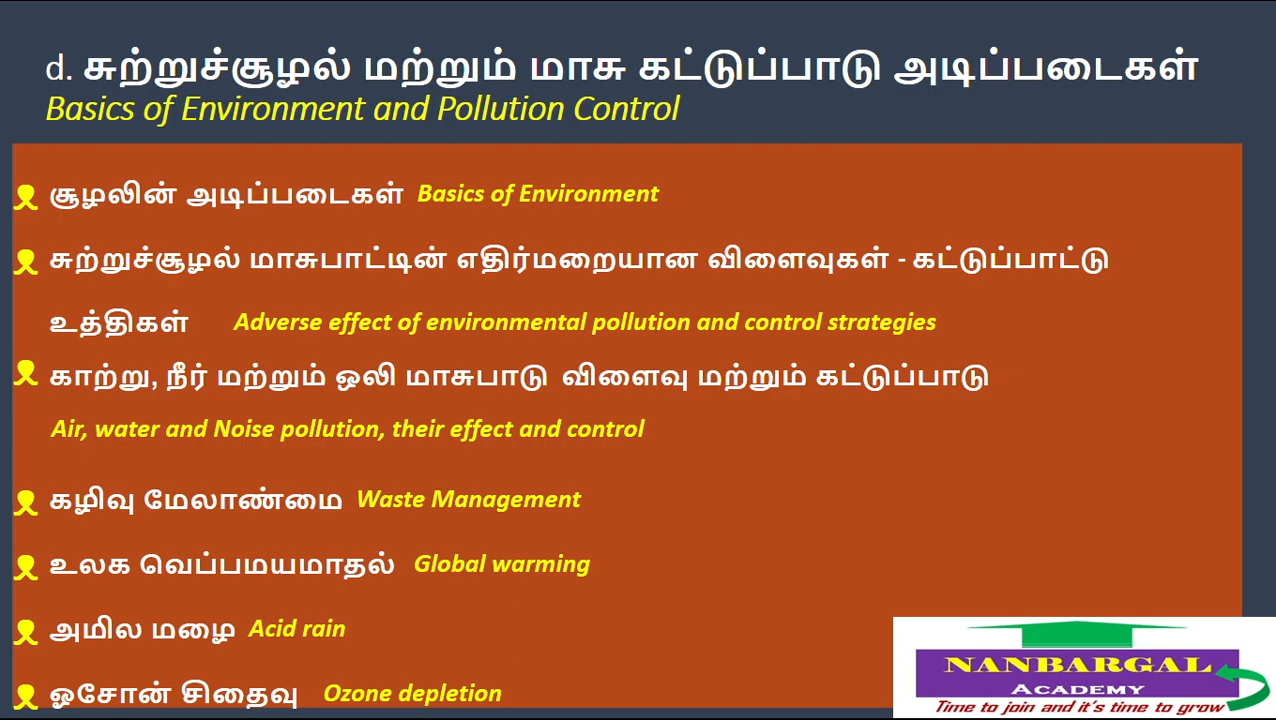 d. சுற்றுச்சூழல் மற்றும் மாசு கட்டுப்பாடு அடிப்படைகள்
Basics of Environment and Pollution Control
சூழலின் அடிப்படைகள் Basics of Environment
சுற்றுச்சூழல் மாசுபாட்டின் எதிர்மறையான விளைவுகள் - கட்டுப்பாட்டு
உத்திகள் Adverse effect of environmental pollution and control strategies
காற்று, நீர் மற்றும் ஒலி மாசுபாடு விளைவு மற்றும் கட்டுப்பாடு
Air, water and Noise pollution, their effect and control
கழிவு மேலாண்மை Waste Management
உலக வெப்பமயமாதல் Global warming
அமில மழை Acid rain
ஓசோன் சிதைவு Ozone depletion
NANBARGAL
ACADEMY
Time to join and it's time to grow